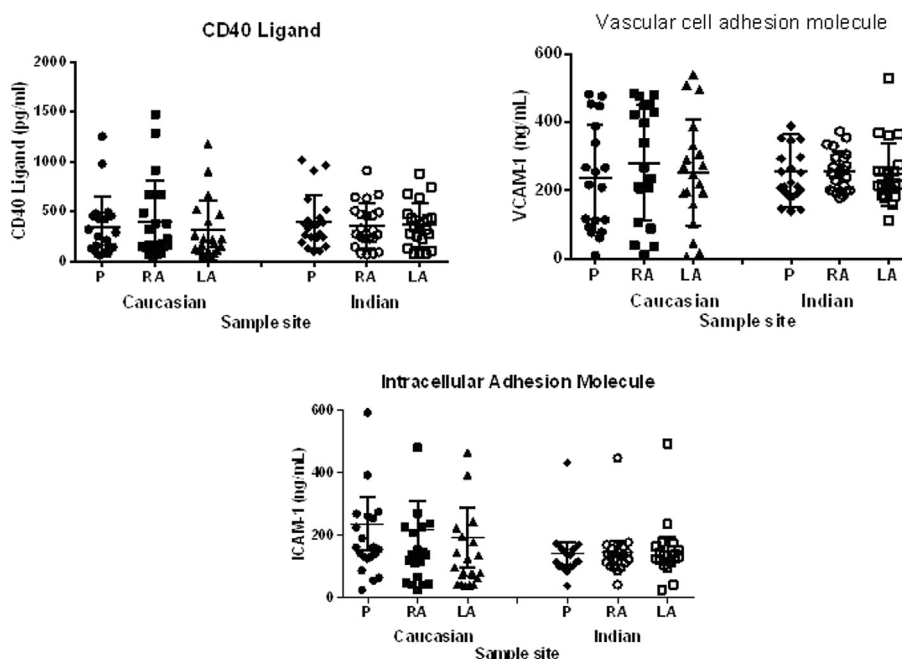 CD40 Ligand
CD40 Ligand (pg/ml)
2000
1500
1000
500
0
P RA LA P RA LA
Caucasian Indian
Sample site
Vascular cell adhesion molecule
VCAM-1 (ng/mL)
600
400
200
0
P RA LA P RA LA
Caucasian Indian
Sample site
Intracellular Adhesion Molecule
ICAM-1 (ng/mL)
600
400
200
0
P RA LA P RA LA
Caucasian Indian
Sample site